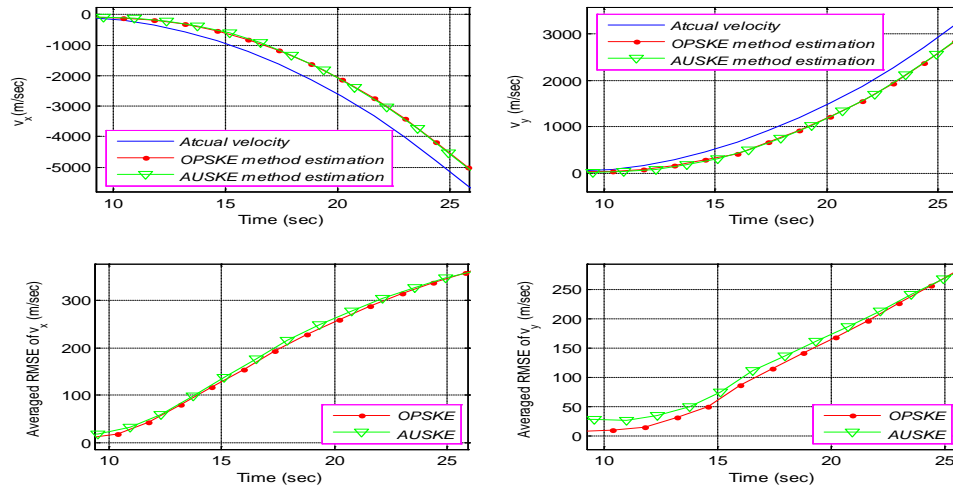 0
-1000
-2000
-3000
-4000
-5000
10 15 20 25
v_x (m/sec)
Time (sec)
Atcual velocity
OPSKE method estimation
AUSKE method estimation
3000
2000
1000
0
10 15 20 25
v_y (m/sec)
Time (sec)
Atcual velocity
OPSKE method estimation
AUSKE method estimation
300
200
100
0
10 15 20 25
Averaged RMSE of v_x (m/sec)
Time (sec)
OPSKE
AUSKE
250
200
150
100
50
0
10 15 20 25
Averaged RMSE of v_y (m/sec)
Time (sec)
OPSKE
AUSKE